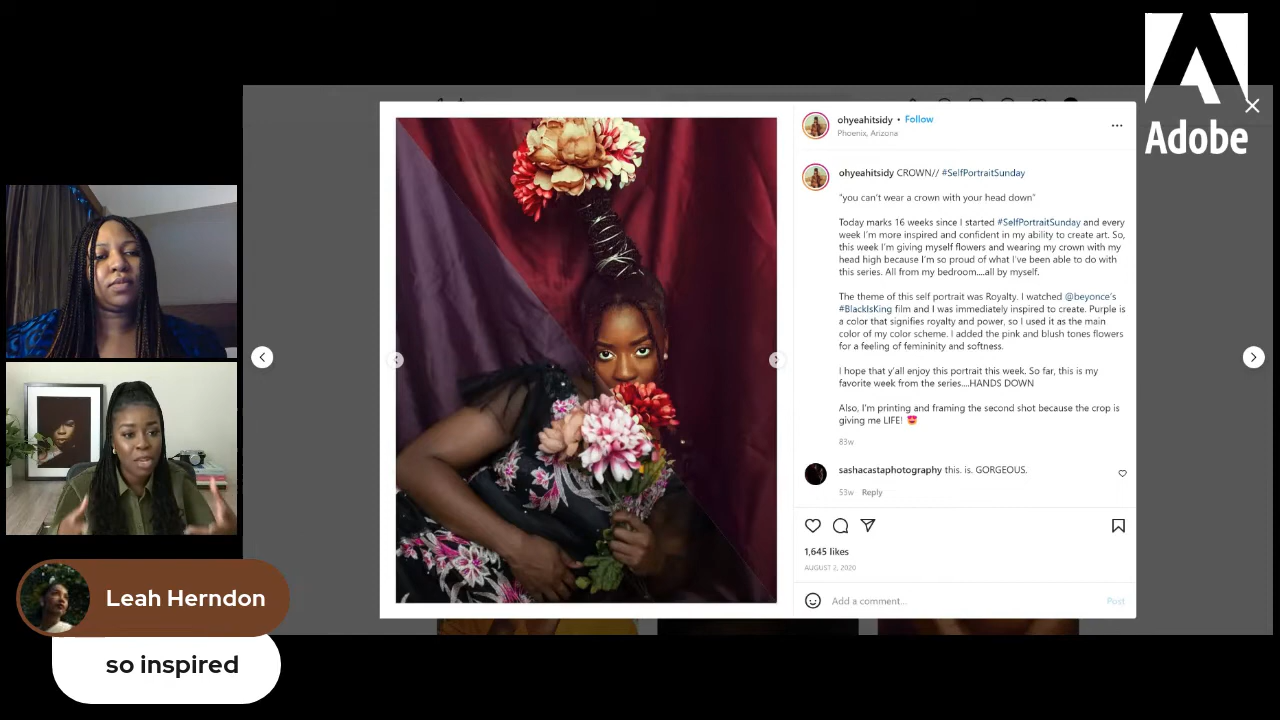 Adobe
ohyeahitsidy • Follow
Phoenix, Arizona
ohyeahitsidy CROWN// #SelfPortraitSunday
"you can't wear a crown with your head down"
Today marks 16 weeks since I started #SelfPortraitSunday and every
week I'm more inspired and confident in my ability to create art. So,
this week I'm giving myself flowers and wearing my crown with my
head high because I'm so proud of what I've been able to do with
this series. All from my bedroom....all by myself.
The theme of this self portrait was Royalty. I watched @beyonce's
#BlackIsKing film and I was immediately inspired to create. Purple is
a color that signifies royalty and power, so I used it as the main
color of my color scheme. I added the pink and blush tones flowers
for a feeling of femininity and softness.
I hope that y'all enjoy this portrait this week. So far, this is my
favorite week from the series....HANDS DOWN
Also, I'm printing and framing the second shot because the crop is
giving me LIFE! 😍
83w
sashacastaphotography this. is. GORGEOUS.
53w Reply
1,645 likes
AUGUST 2, 2020
Add a comment... Post
Leah Herndon
so inspired